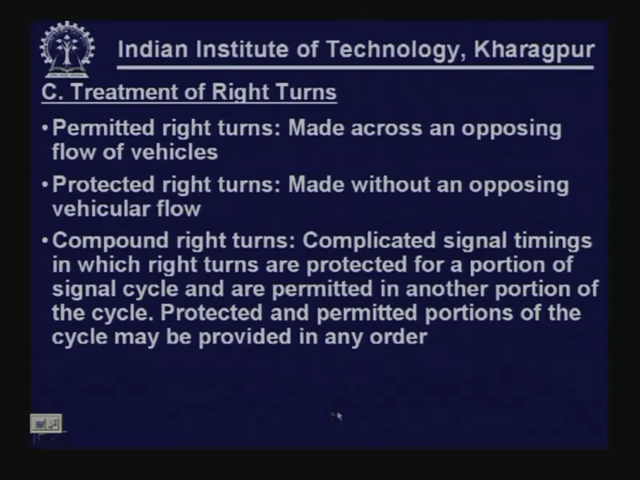 Indian Institute of Technology, Kharagpur
C. Treatment of Right Turns
•Permitted right turns: Made across an opposing
flow of vehicles
•Protected right turns: Made without an opposing
vehicular flow
•Compound right turns: Complicated signal timings
in which right turns are protected for a portion of
signal cycle and are permitted in another portion of
the cycle. Protected and permitted portions of the
cycle may be provided in any order